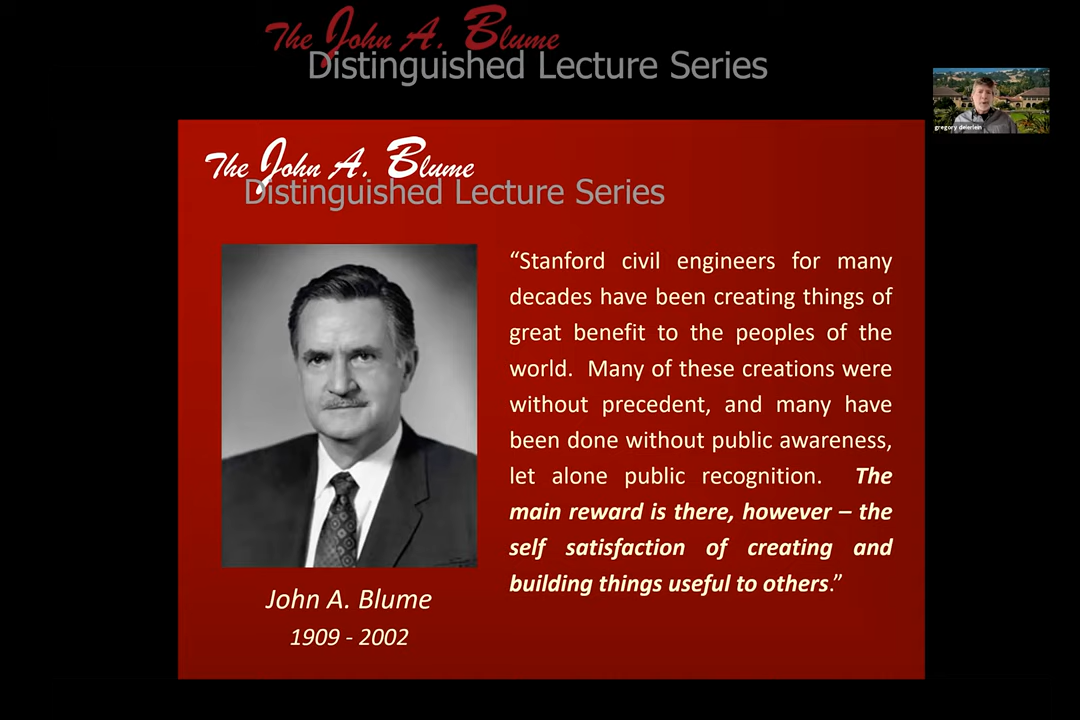 The John A. Blume
Distinguished Lecture Series
gregory deierlein
The John A. Blume
Distinguished Lecture Series
“Stanford civil engineers for many
decades have been creating things of
great benefit to the peoples of the
world. Many of these creations were
without precedent, and many have
been done without public awareness,
let alone public recognition. The
main reward is there, however – the
self satisfaction of creating and
building things useful to others.”
John A. Blume
1909 - 2002